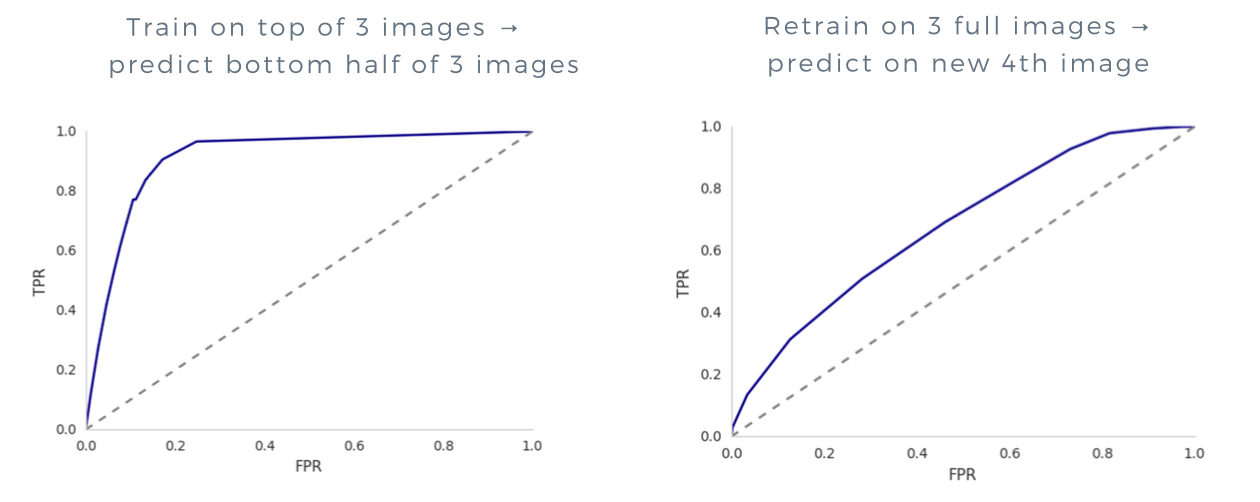 Train on top of 3 images →
predict bottom half of 3 images
1.0
0.8
0.6
0.4
0.2
0.0
TPR
0.0 0.2 0.4 0.6 0.8 1.0
FPR
Retrain on 3 full images →
predict on new 4th image
1.0
0.8
0.6
0.4
0.2
0.0
TPR
0.0 0.2 0.4 0.6 0.8 1.0
FPR